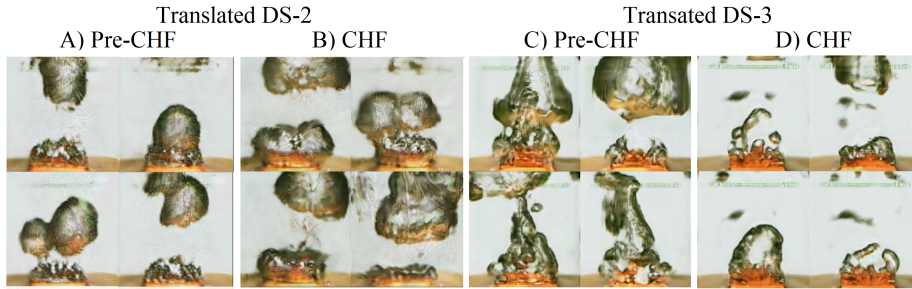 Translated DS-2
Transated DS-3
A) Pre-CHF
B) CHF
C) Pre-CHF
D) CHF